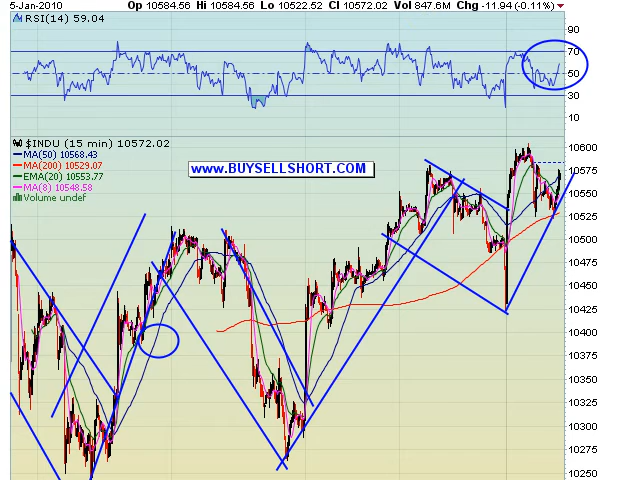 5-Jan-2010 Op 10584.56 Hi 10584.56 Lo 10522.52 Cl 10572.02 Vol 847.6M Chg -11.94 (-0.11%)
RSI(14) 59.04
90
70
50
30
10
$INDU (15 min) 10572.02
MA(50) 10568.43
MA(200) 10529.07
EMA(20) 10553.77
MA(8) 10548.58
Volume undef
www.BUYSELLSHORT.COM
10600
10575
10550
10525
10500
10475
10450
10425
10400
10375
10350
10325
10300
10275
10250